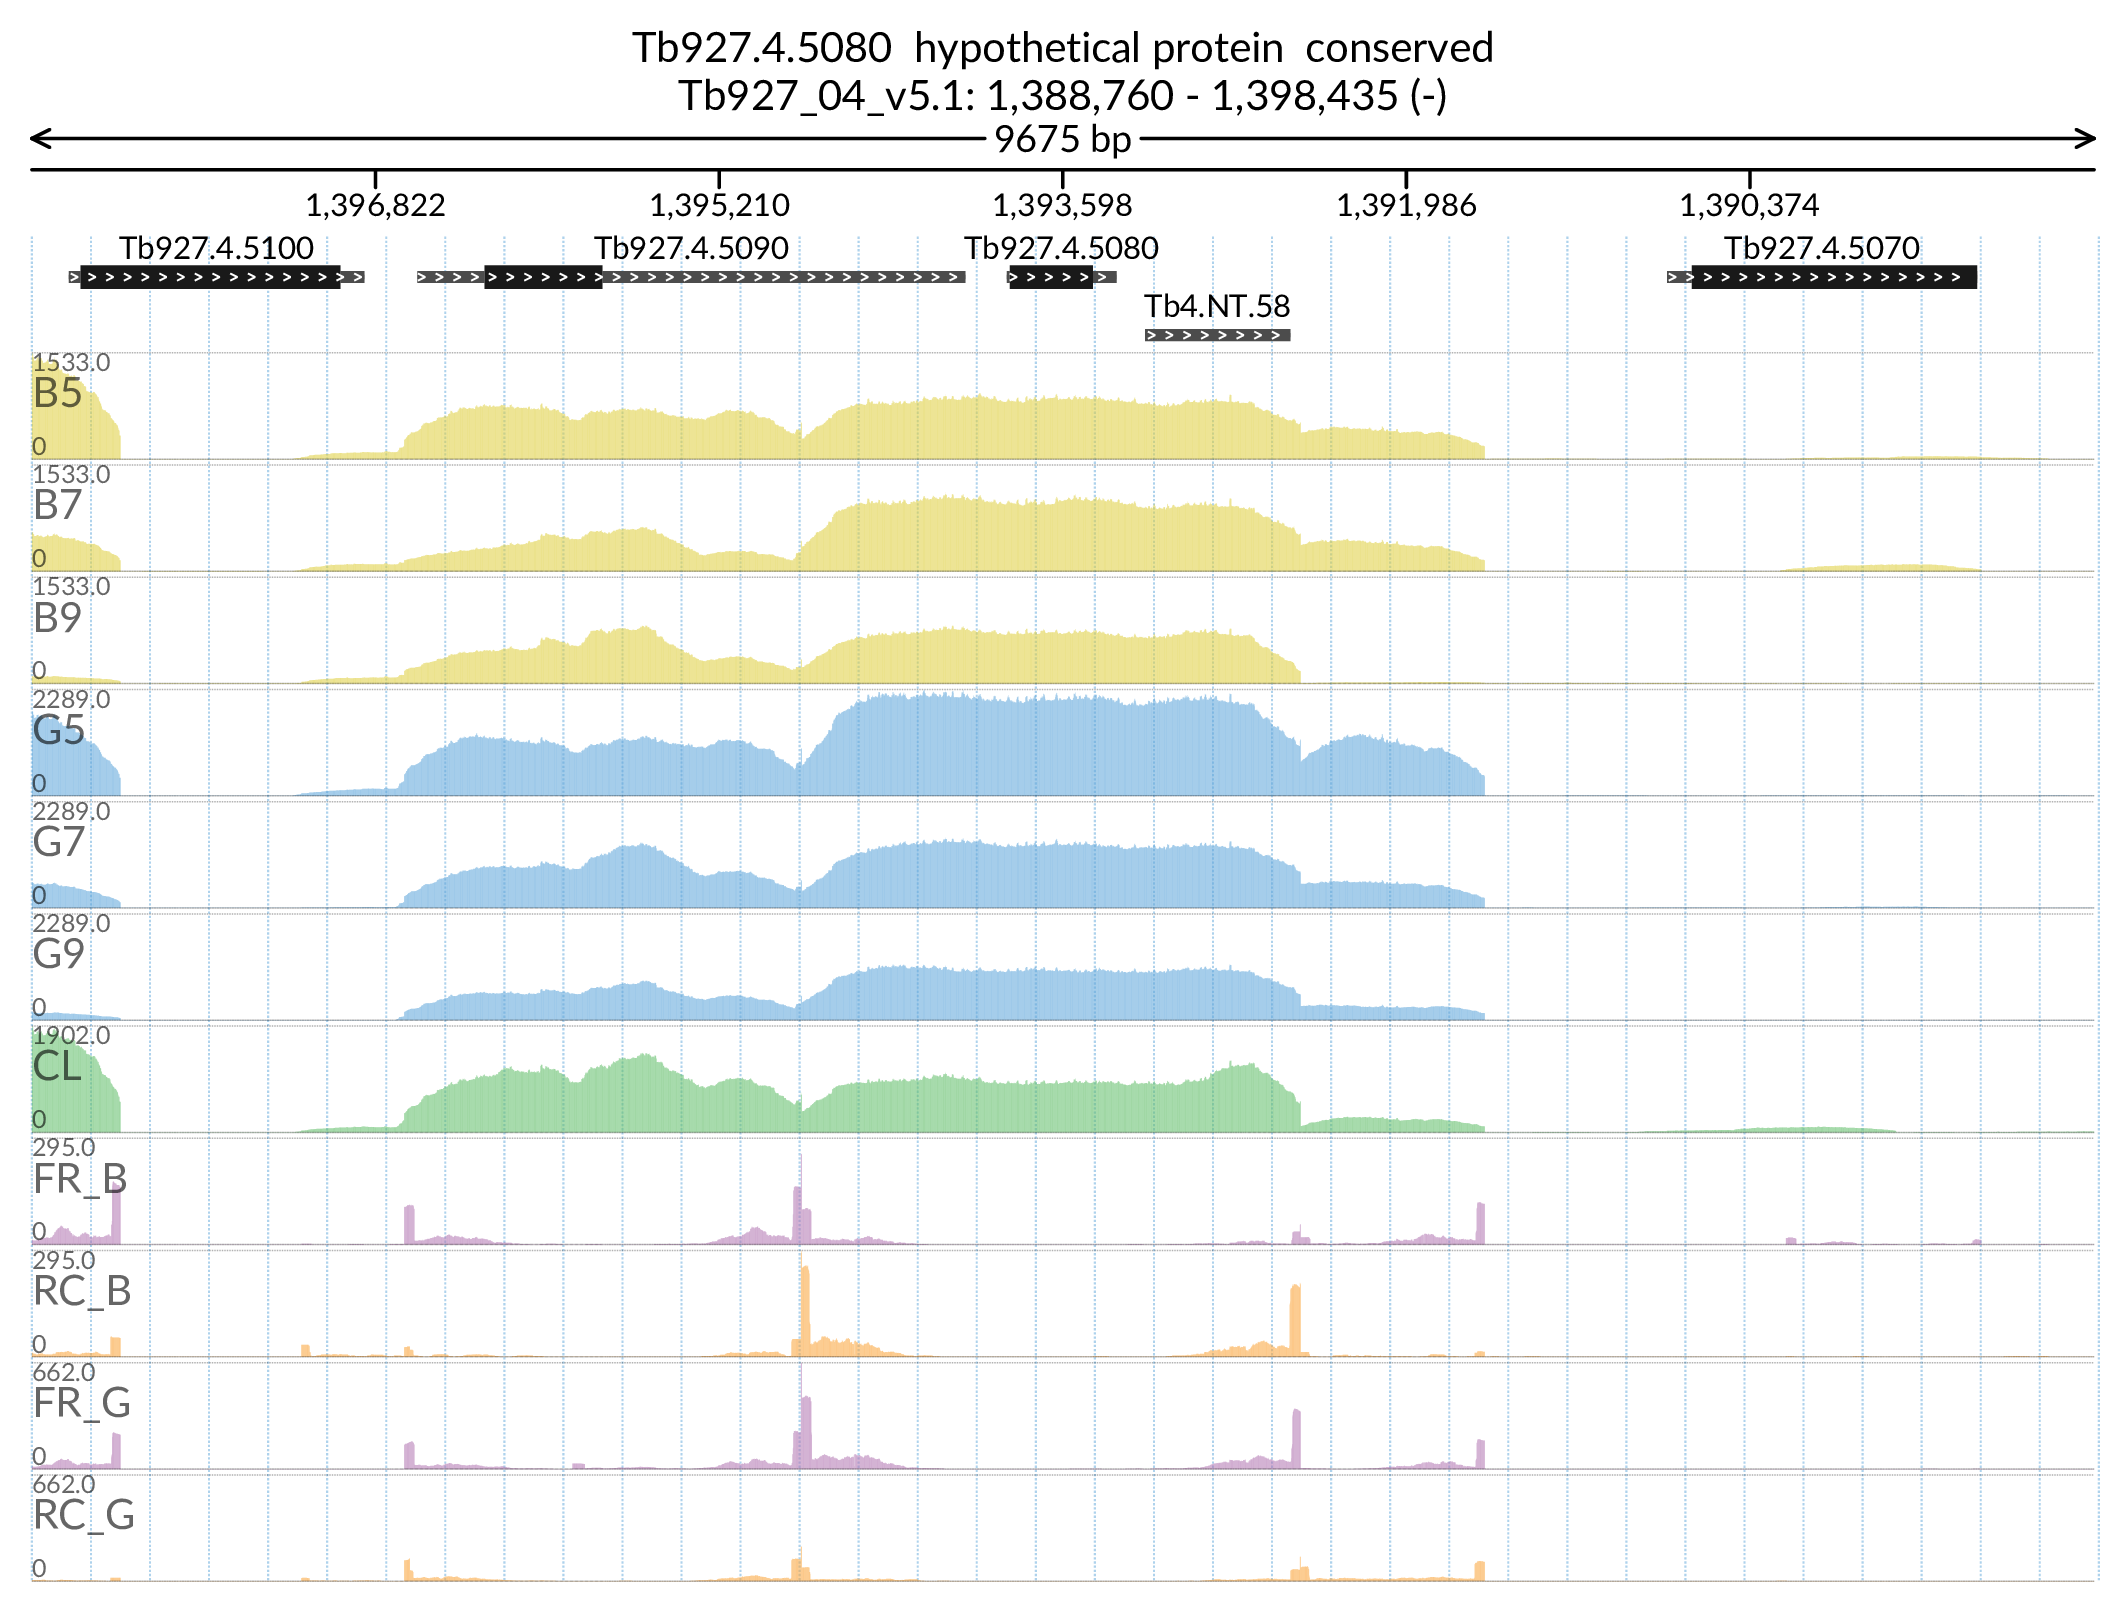 Tb927.4.5080 hypothetical protein conserved
Tb927_04_v5.1: 1,388,760 - 1,398,435 (-)
9675 bp
1,396,822 1,395,210 1,393,598 1,391,986 1,390,374
Tb927.4.5100 Tb927.4.5090 Tb927.4.5080 Tb927.4.5070
Tb4.NT.58
1533.0
B5
0
1533.0
B7
0
1533.0
B9
0
2289.0
G5
0
2289.0
G7
0
2289.0
G9
0
1902.0
CL
0
295.0
FR_B
0
295.0
RC_B
0
662.0
FR_G
0
662.0
RC_G
0